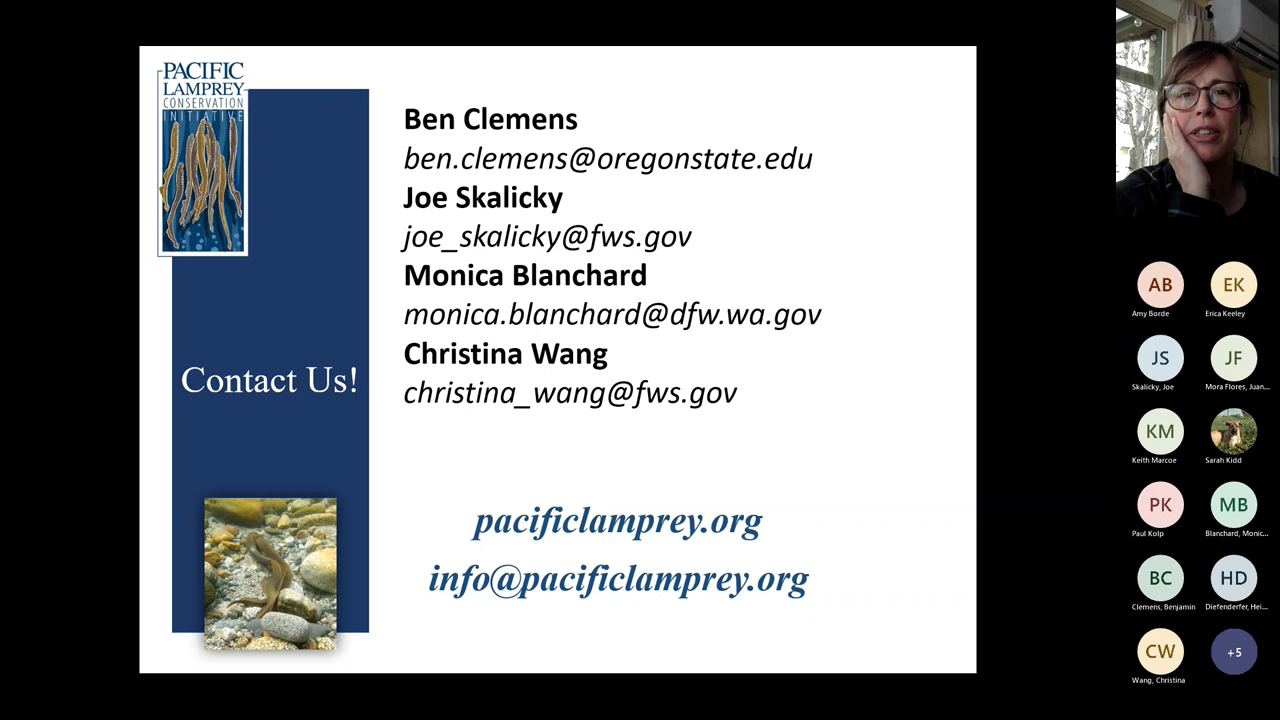 PACIFIC
LAMPREY
CONSERVATION
INITIATIVE
Contact Us!
Ben Clemens
ben.clemens@oregonstate.edu
Joe Skalicky
joe_skalicky@fws.gov
Monica Blanchard
monica.blanchard@dfw.wa.gov
Christina Wang
christina_wang@fws.gov
pacificlamprey.org
info@pacificlamprey.org
AB
Amy Borde
EK
Erica Keeley
JS
Skalicky, Joe
JF
Mora Flores, Juan...
KM
Keith Marcoe
Sarah Kidd
PK
Paul Kolp
MB
Blanchard, Monic...
BC
Clemens, Benjamin
HD
Diefenderfer, Hei...
CW
Wang, Christina
+5